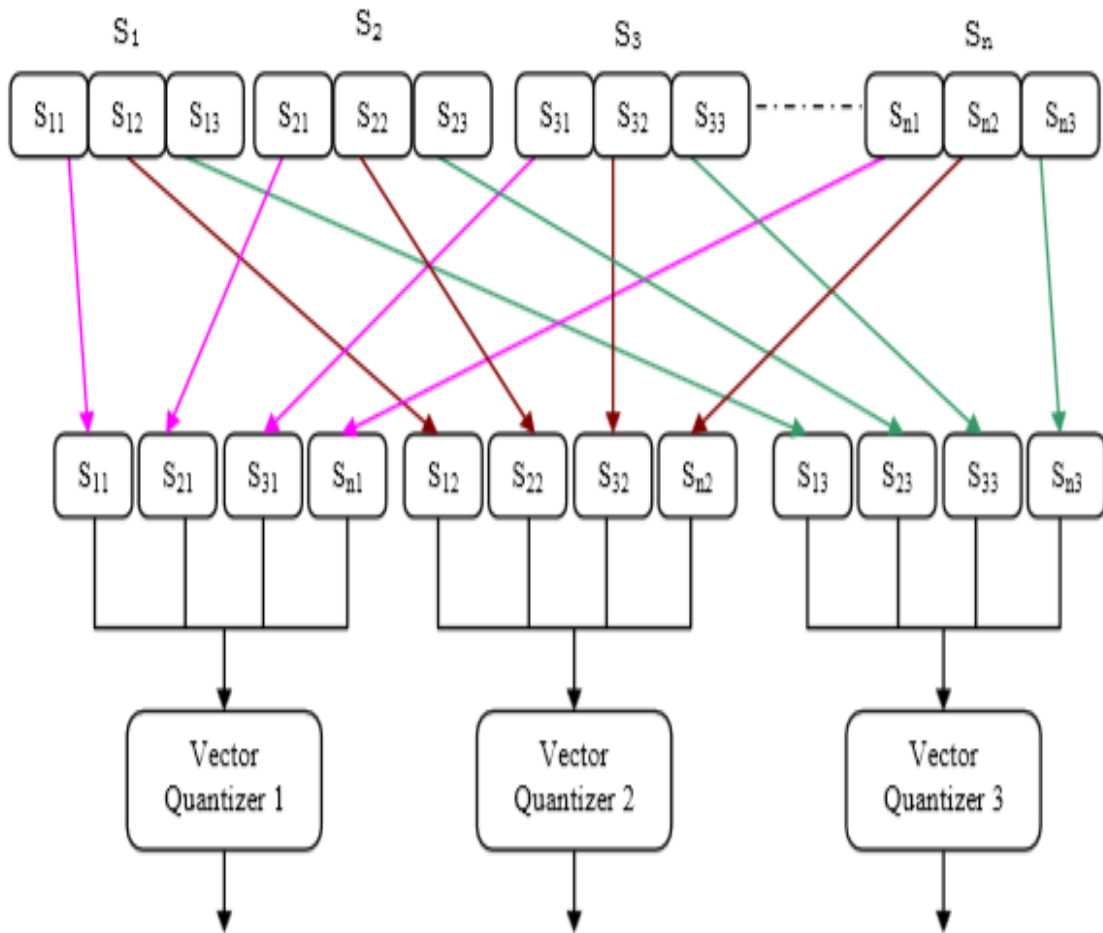 S₁ S₂ S₃ Sₙ
S₁₁ S₁₂ S₁₃ S₂₁ S₂₂ S₂₃ S₃₁ S₃₂ S₃₃ Sₙ₁ Sₙ₂ Sₙ₃
S₁₁ S₂₁ S₃₁ Sₙ₁ S₁₂ S₂₂ S₃₂ Sₙ₂ S₁₃ S₂₃ S₃₃ Sₙ₃
Vector
Quantizer 1
Vector
Quantizer 2
Vector
Quantizer 3